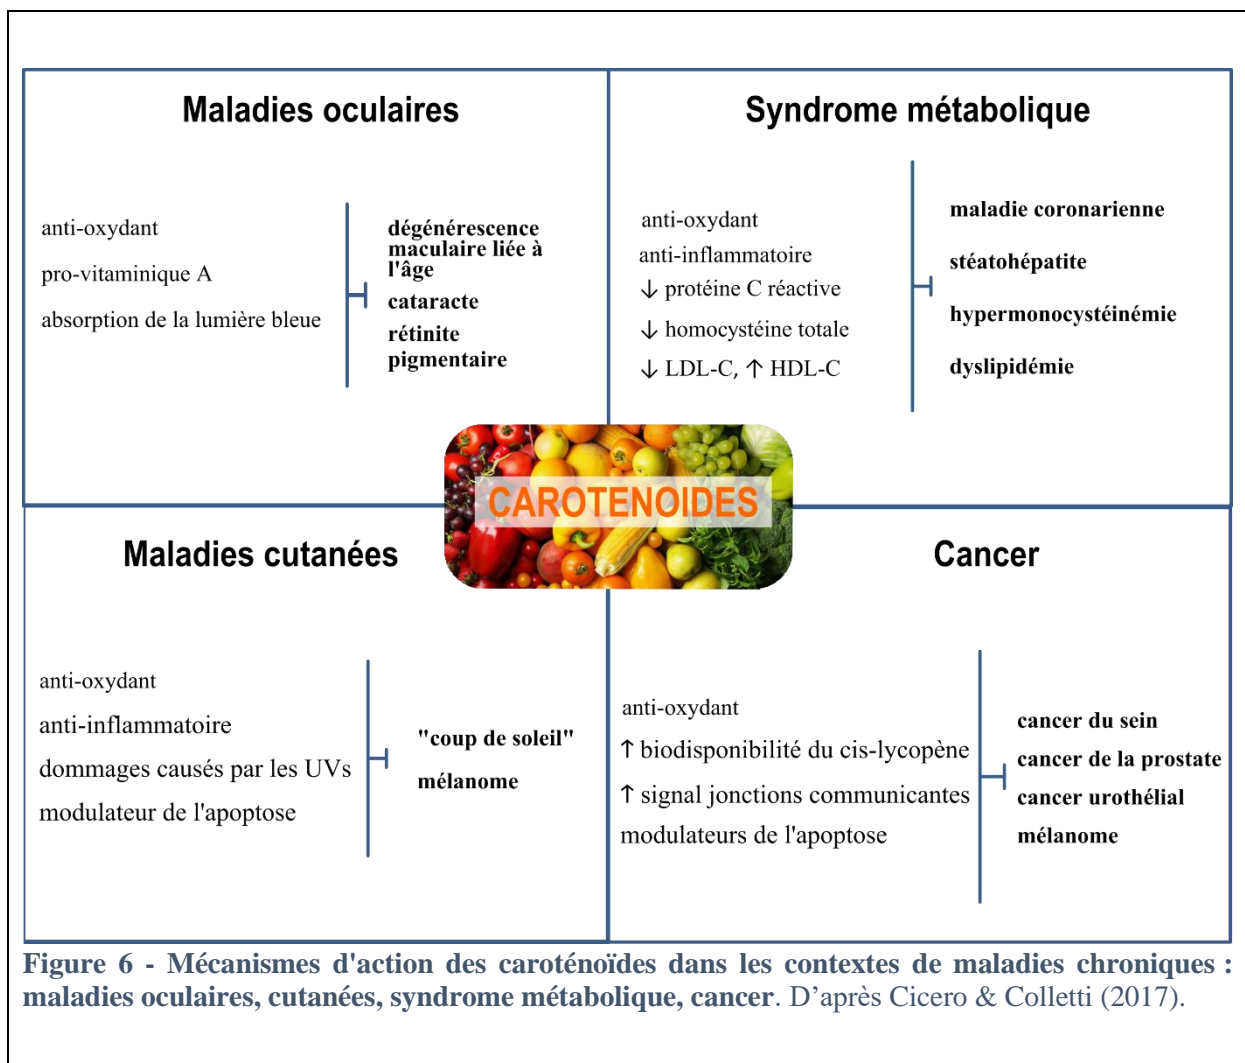 Maladies oculaires
anti-oxydant
pro-vitaminique A
absorption de la lumière bleue
dégénérescence
maculaire liée à
l'âge
cataracte
rétinite
pigmentaire
Syndrome métabolique
anti-oxydant
anti-inflammatoire
↓ protéine C réactive
↓ homocystéine totale
↓ LDL-C, ↑ HDL-C
maladie coronarienne
stéatohépatite
hypermonocystéinémie
dyslipidémie
CAROTENOIDES
Maladies cutanées
anti-oxydant
anti-inflammatoire
dommages causés par les UVs
modulateur de l'apoptose
"coup de soleil"
mélanome
Cancer
anti-oxydant
↑ biodisponibilité du cis-lycopène
↑ signal jonctions communicantes
modulateurs de l'apoptose
cancer du sein
cancer de la prostate
cancer urothélial
mélanome
Figure 6 - Mécanismes d'action des caroténoïdes dans les contextes de maladies chroniques :
maladies oculaires, cutanées, syndrome métabolique, cancer. D’après Cicero & Colletti (2017).